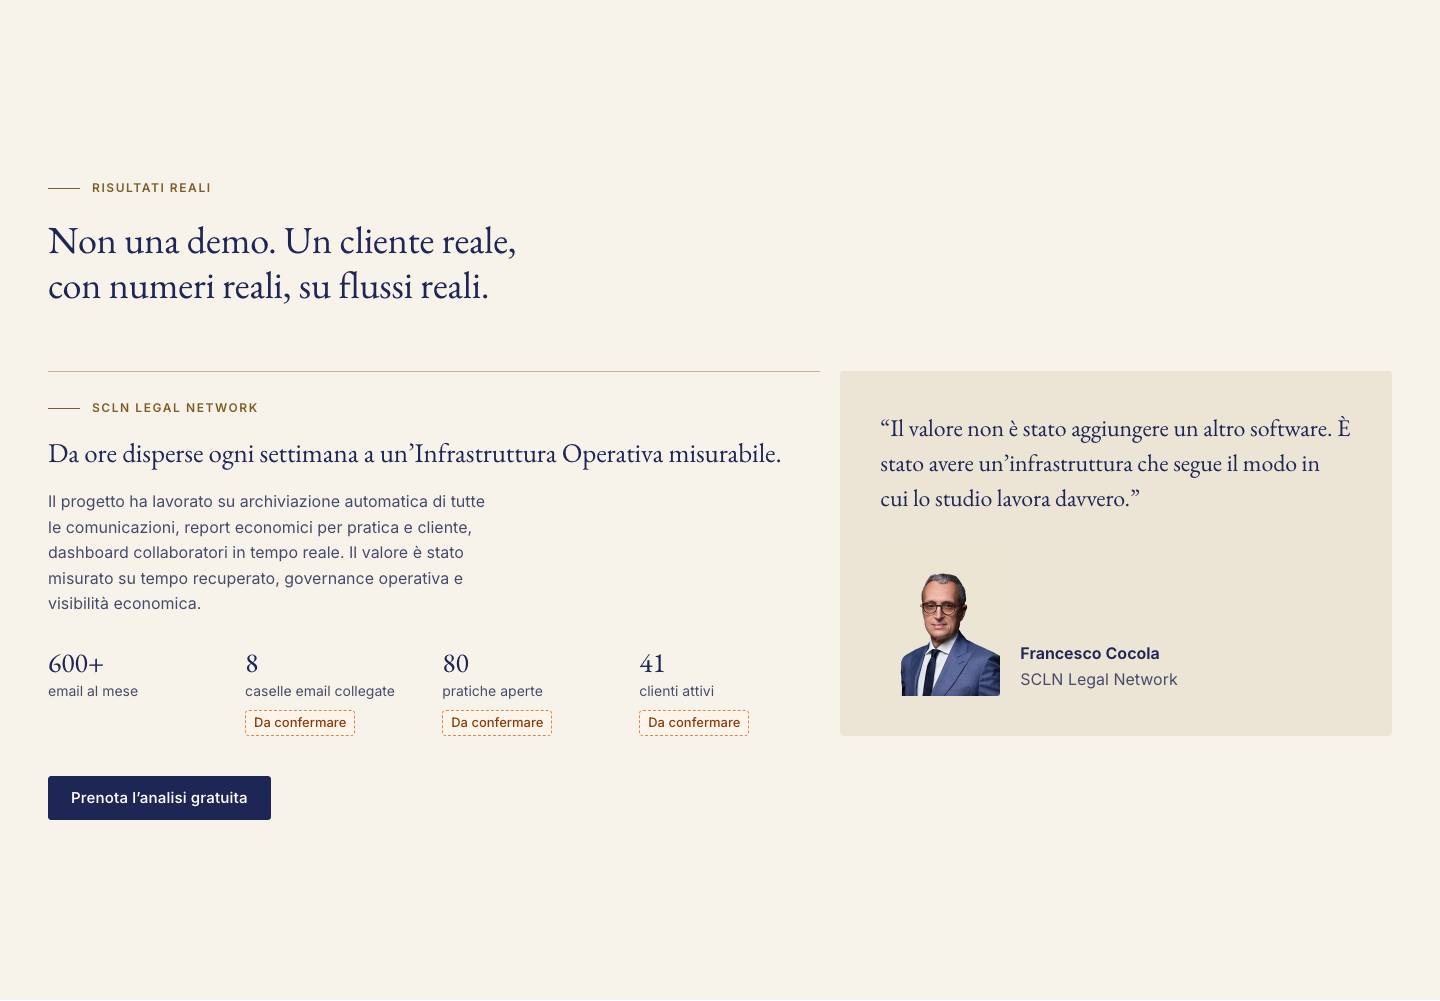 RISULTATI REALI
Non una demo. Un cliente reale,
con numeri reali, su flussi reali.
SCLN LEGAL NETWORK
Da ore disperse ogni settimana a un’Infrastruttura Operativa misurabile.
Il progetto ha lavorato su archiviazione automatica di tutte
le comunicazioni, report economici per pratica e cliente,
dashboard collaboratori in tempo reale. Il valore è stato
misurato su tempo recuperato, governance operativa e
visibilità economica.
600+
email al mese
8
caselle email collegate
Da confermare
80
pratiche aperte
Da confermare
41
clienti attivi
Da confermare
Prenota l’analisi gratuita
“Il valore non è stato aggiungere un altro software. È
stato avere un’infrastruttura che segue il modo in
cui lo studio lavora davvero.”
Francesco Cocola
SCLN Legal Network